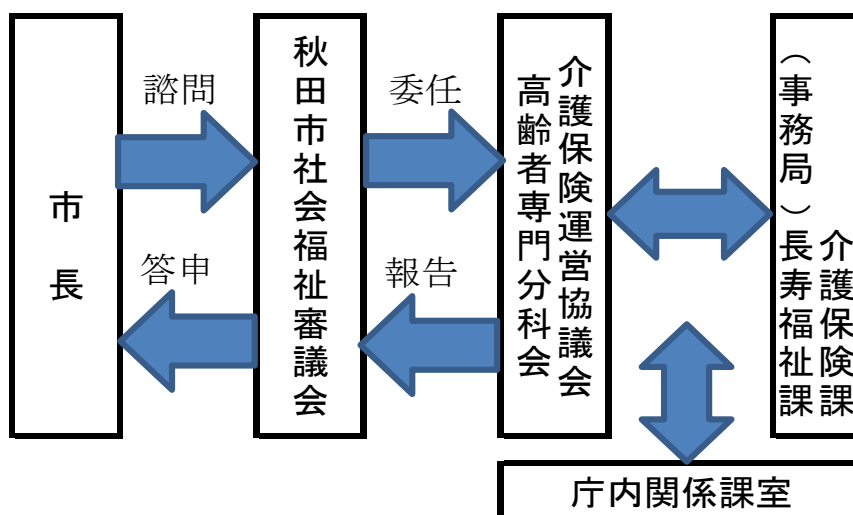 市長
諮問
答申
秋田市社会福祉審議会
委任
報告
介護保険運営協議会
高齢者専門分科会
介護保険課
（事務局）長寿福祉課
庁内関係課室